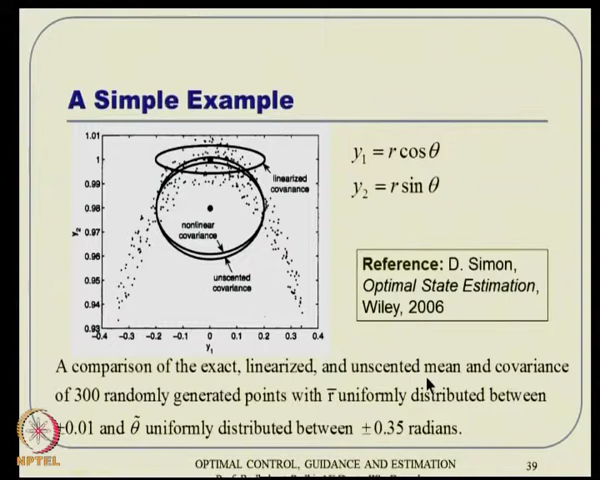 A Simple Example
1.01
1
0.99
0.98
0.97
0.96
0.95
0.94
0.93
y₂
linearized
covariance
nonlinear
covariance
unscented
covariance
−0.4 −0.3 −0.2 −0.1 0 0.1 0.2 0.3 0.4
y₁
y₁ = r cos θ
y₂ = r sin θ
Reference: D. Simon,
Optimal State Estimation,
Wiley, 2006
A comparison of the exact, linearized, and unscented mean and covariance
of 300 randomly generated points with r̅ uniformly distributed between
±0.01 and θ̃ uniformly distributed between ±0.35 radians.
NPTEL
OPTIMAL CONTROL, GUIDANCE AND ESTIMATION
39